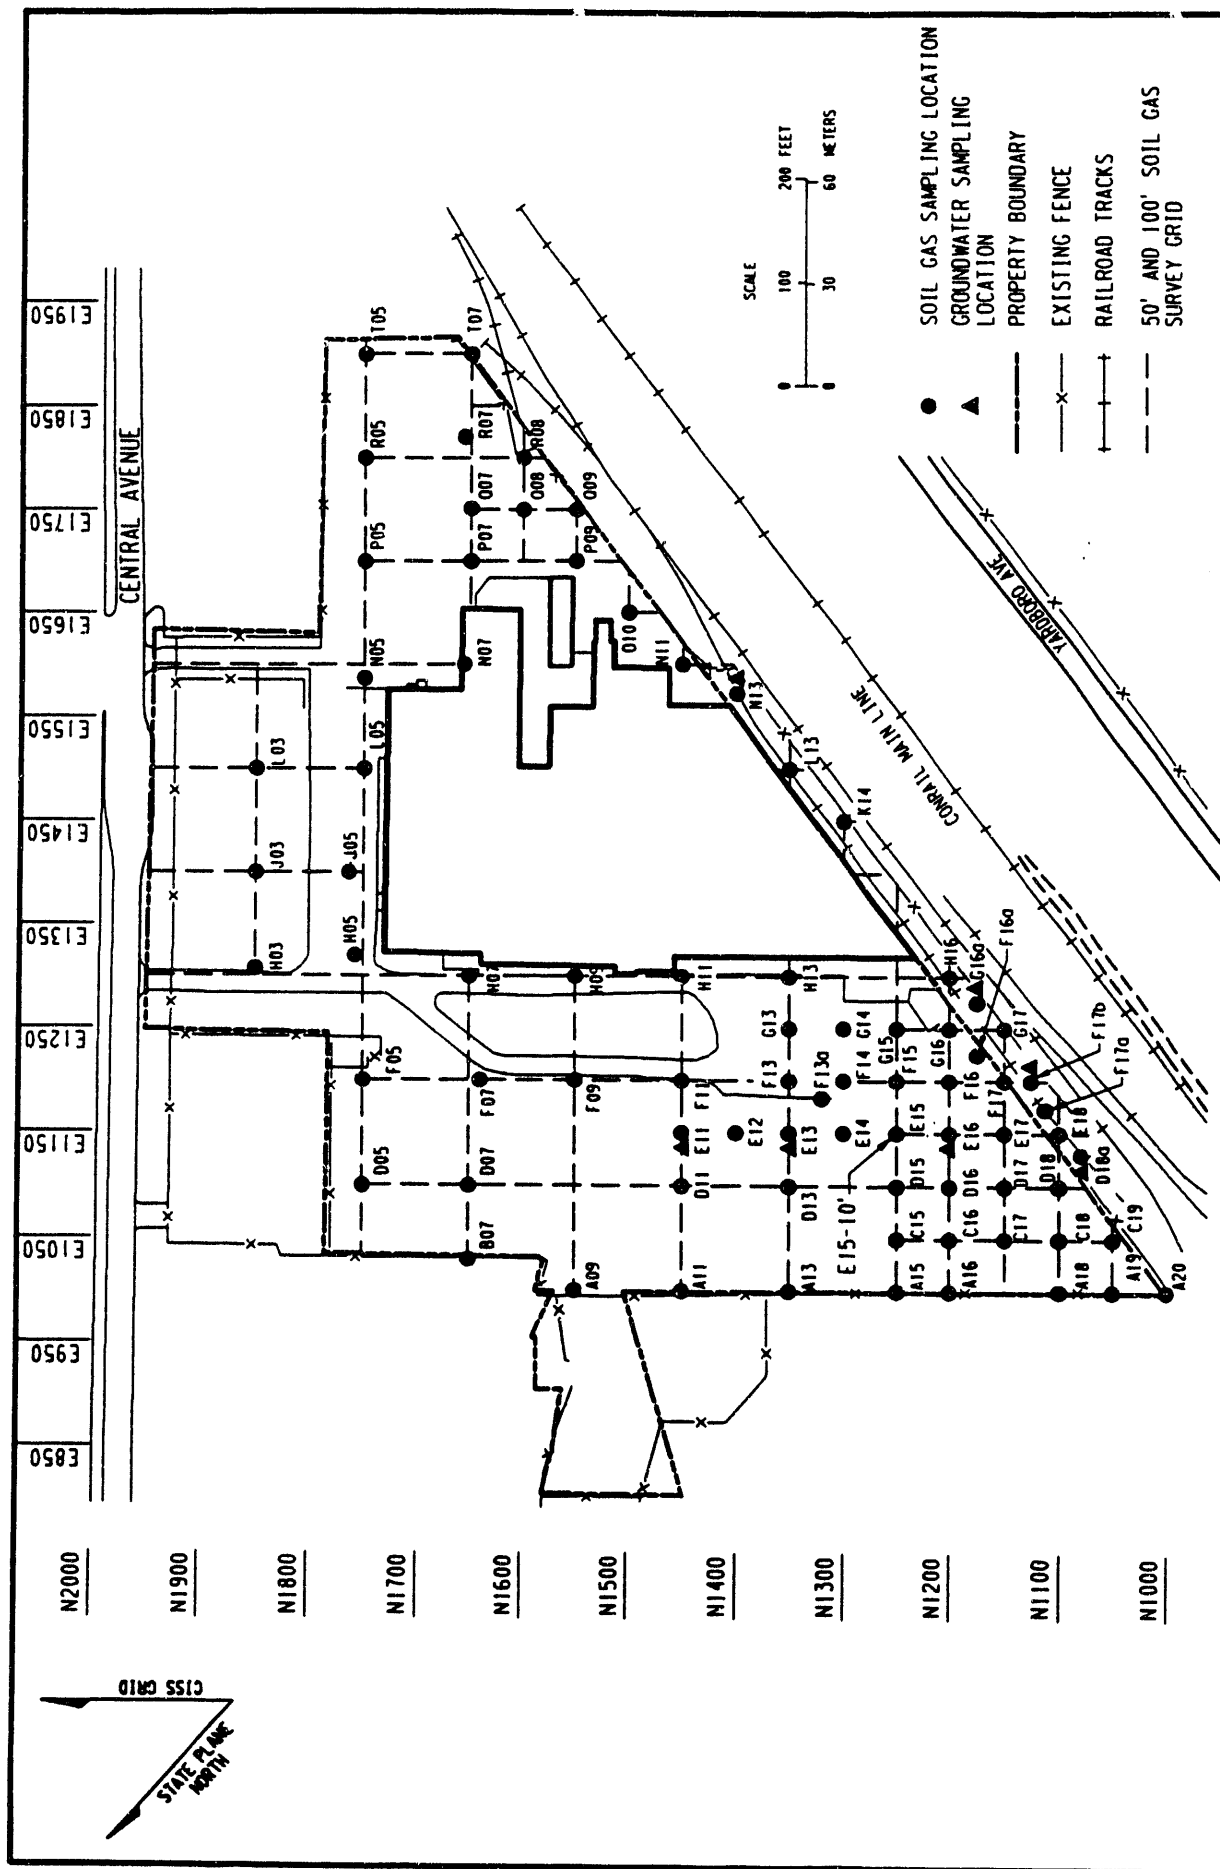 CISS GRID
STATE PLANE
NORTH
N2000
N1900
N1800
N1700
N1600
N1500
N1400
N1300
N1200
N1100
N1000
E850
E950
E1050
E1150
E1250
E1350
E1450
E1550
E1650
E1750
E1850
E1950
CENTRAL AVENUE
H03
J03
L03
D05
F05
H05
J05
L05
N05
P05
R05
T05
B07
D07
F07
H07
N07
P07
Q07
R07
T07
Q08
R08
A09
F09
H09
P09
Q09
O10
A11
D11
E11
F11
H11
N11
E12
A13
D13
E13
F13
F13a
G13
H13
L13
N13
E14
F14
G14
K14
E15-10'
A15
C15
D15
E15
F15
G15
A16
C16
D16
E16
F16
G16
H16
G16a
F16a
C17
D17
E17
F17
G17
F17b
F17a
A18
C18
D18
E18
D18a
A19
C19
A20
CONRAIL MAIN LINE
YARDBORO AVE
SCALE
0 100 200 FEET
0 30 60 METERS
SOIL GAS SAMPLING LOCATION
GROUNDWATER SAMPLING
LOCATION
PROPERTY BOUNDARY
EXISTING FENCE
RAILROAD TRACKS
50' AND 100' SOIL GAS
SURVEY GRID